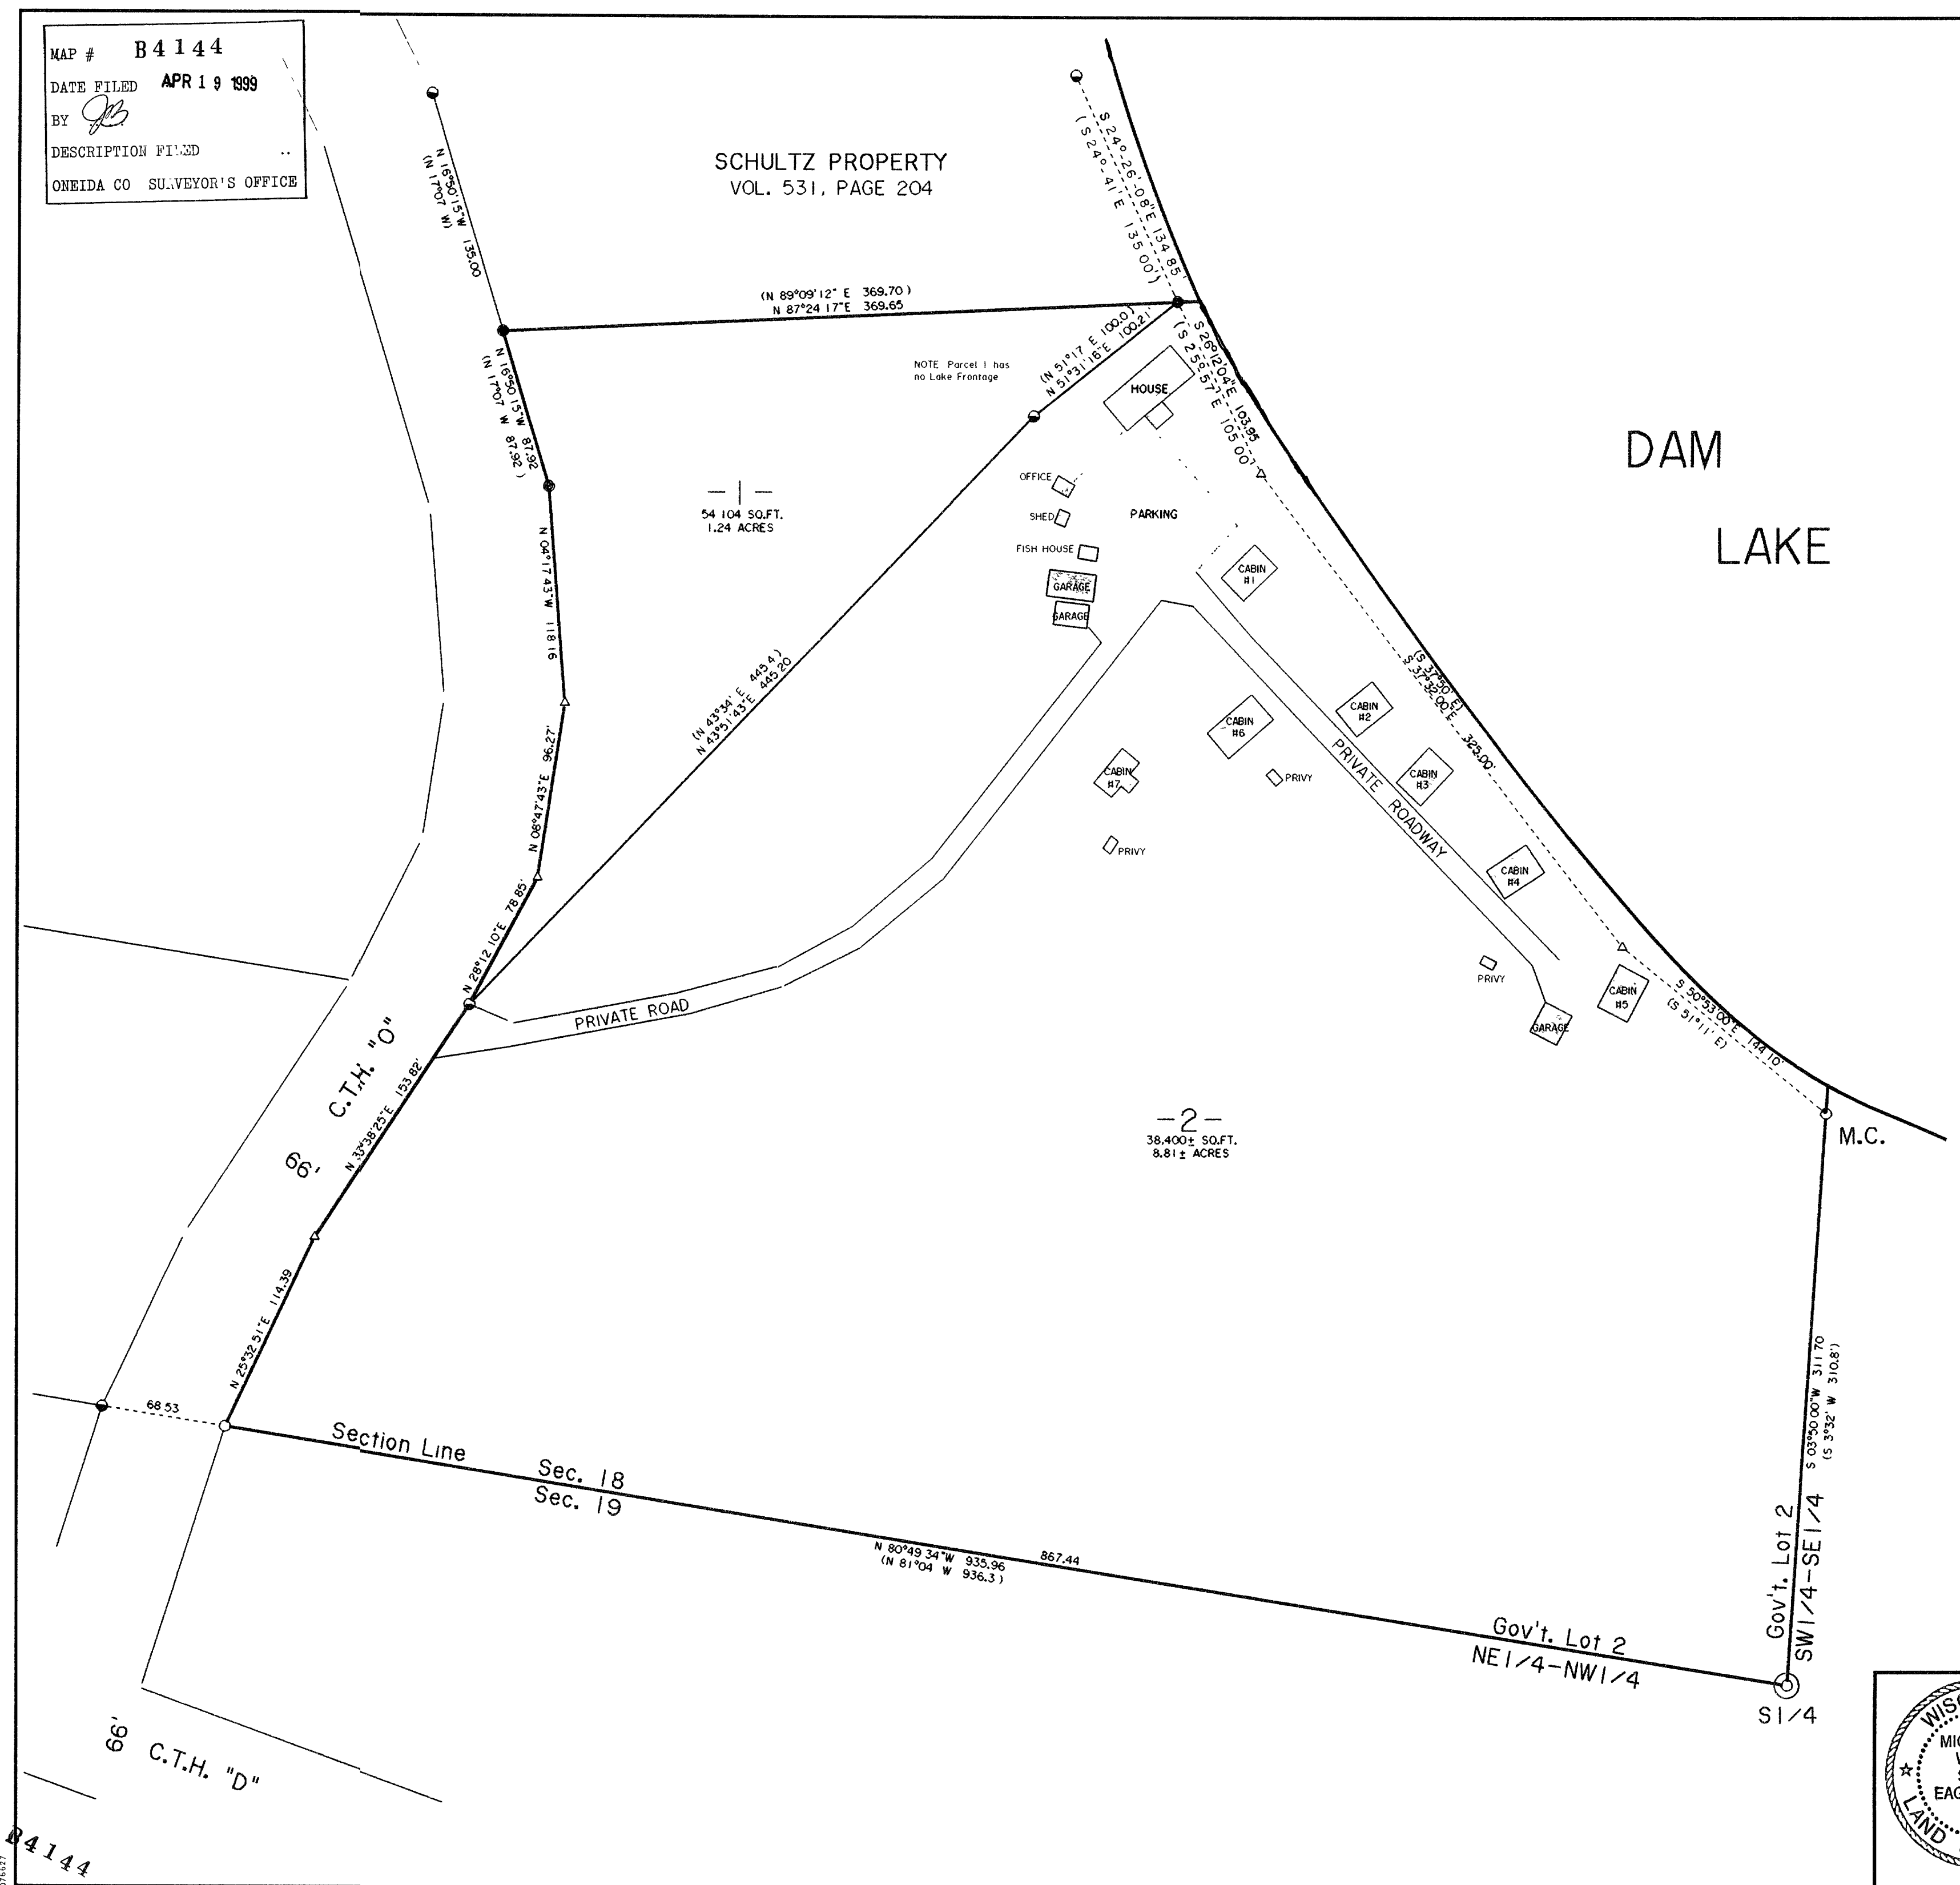 MAP # B4144
DATE FILED APR 19 1999
BY
DESCRIPTION FILED
ONEIDA CO SURVEYOR'S OFFICE
SCHULTZ PROPERTY
VOL. 531, PAGE 204
N 16°50'15"W 135.00
(N 17°07 W)
S 24°-26'-08"E 134 85'
(S 24°-41'E 135 00')
(N 89°09'12" E 369.70)
N 87°24 17"E 369.65
NOTE Parcel 1 has
no Lake Frontage
(N 51°17 E 100.0)
N 51°31'16"E 100.21'
S 26°12'04"E 103.95
(S 25°-57'E 105 00')
N 16°50 15"W 87.92
(N 17°07 W 87.92)
HOUSE
DAM
LAKE
OFFICE
SHED
PARKING
FISH HOUSE
GARAGE
GARAGE
-1-
54 104 SQ.FT.
1.24 ACRES
N 04°17 43"W 118 16
CABIN
#1
(S 37°50' E)
S 37°32'00"E 325.00'
(N 43°34' E 445 4)
N 43°51'43"E 445 20
CABIN
#2
CABIN
#6
CABIN
#3
CABIN
#7
PRIVY
PRIVY
PRIVATE ROADWAY
N 08°47'43"E 96.27'
CABIN
#4
N 28°12 10"E 78 85'
PRIVY
CABIN
#5
GARAGE
S 50°53'00"E 144 10'
(S 51°11' E)
PRIVATE ROAD
C.T.H. "O"
66'
N 33°38'25"E 153 82'
-2-
38,400± SQ.FT.
8.81± ACRES
M.C.
N 25°32 51"E 114.39
S 03°50 00"W 311 70
(S 3°32' W 310.8')
68 53
Section Line
Sec. 18
Sec. 19
N 80°49 34"W 935.96 867.44
(N 81°04 W 936.3)
Gov't. Lot 2
SW1/4-SE1/4
Gov't. Lot 2
NE1/4-NW1/4
S1/4
66'
C.T.H. "D"
WISC
MIC
EAG
LAND
B4144